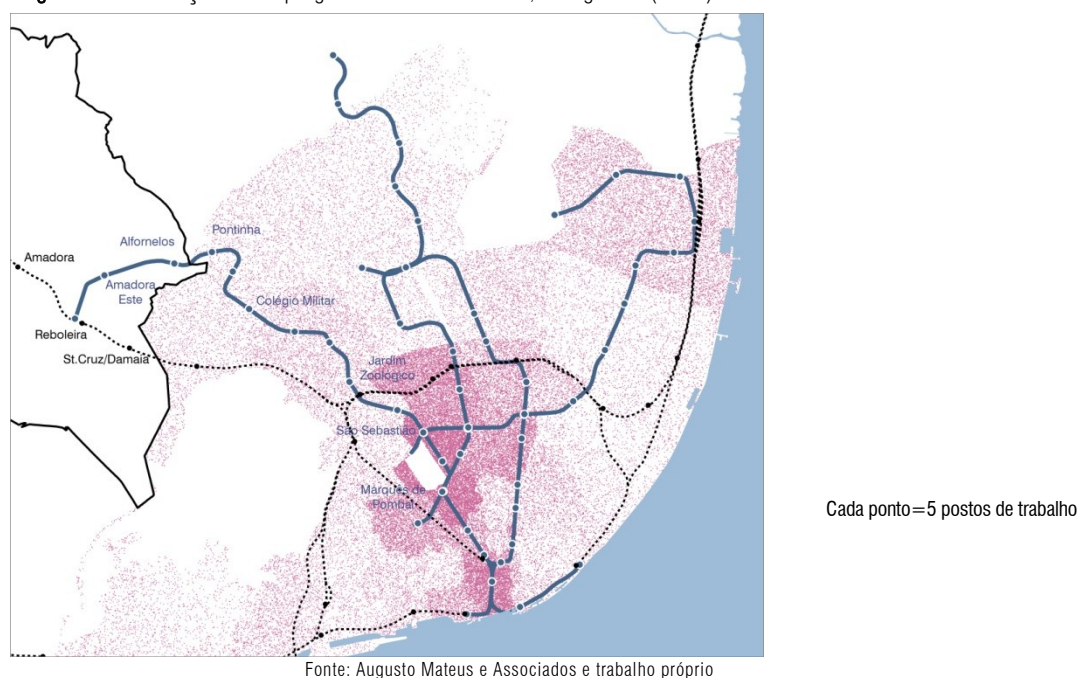 Amadora
Alfornelos
Pontinha
Amadora
Este
Colégio Militar
Reboleira
St.Cruz/Damaia
Jardim
Zoologico
São Sebastião
Marquês de
Pombal
Cada ponto=5 postos de trabalho
Fonte: Augusto Mateus e Associados e trabalho próprio